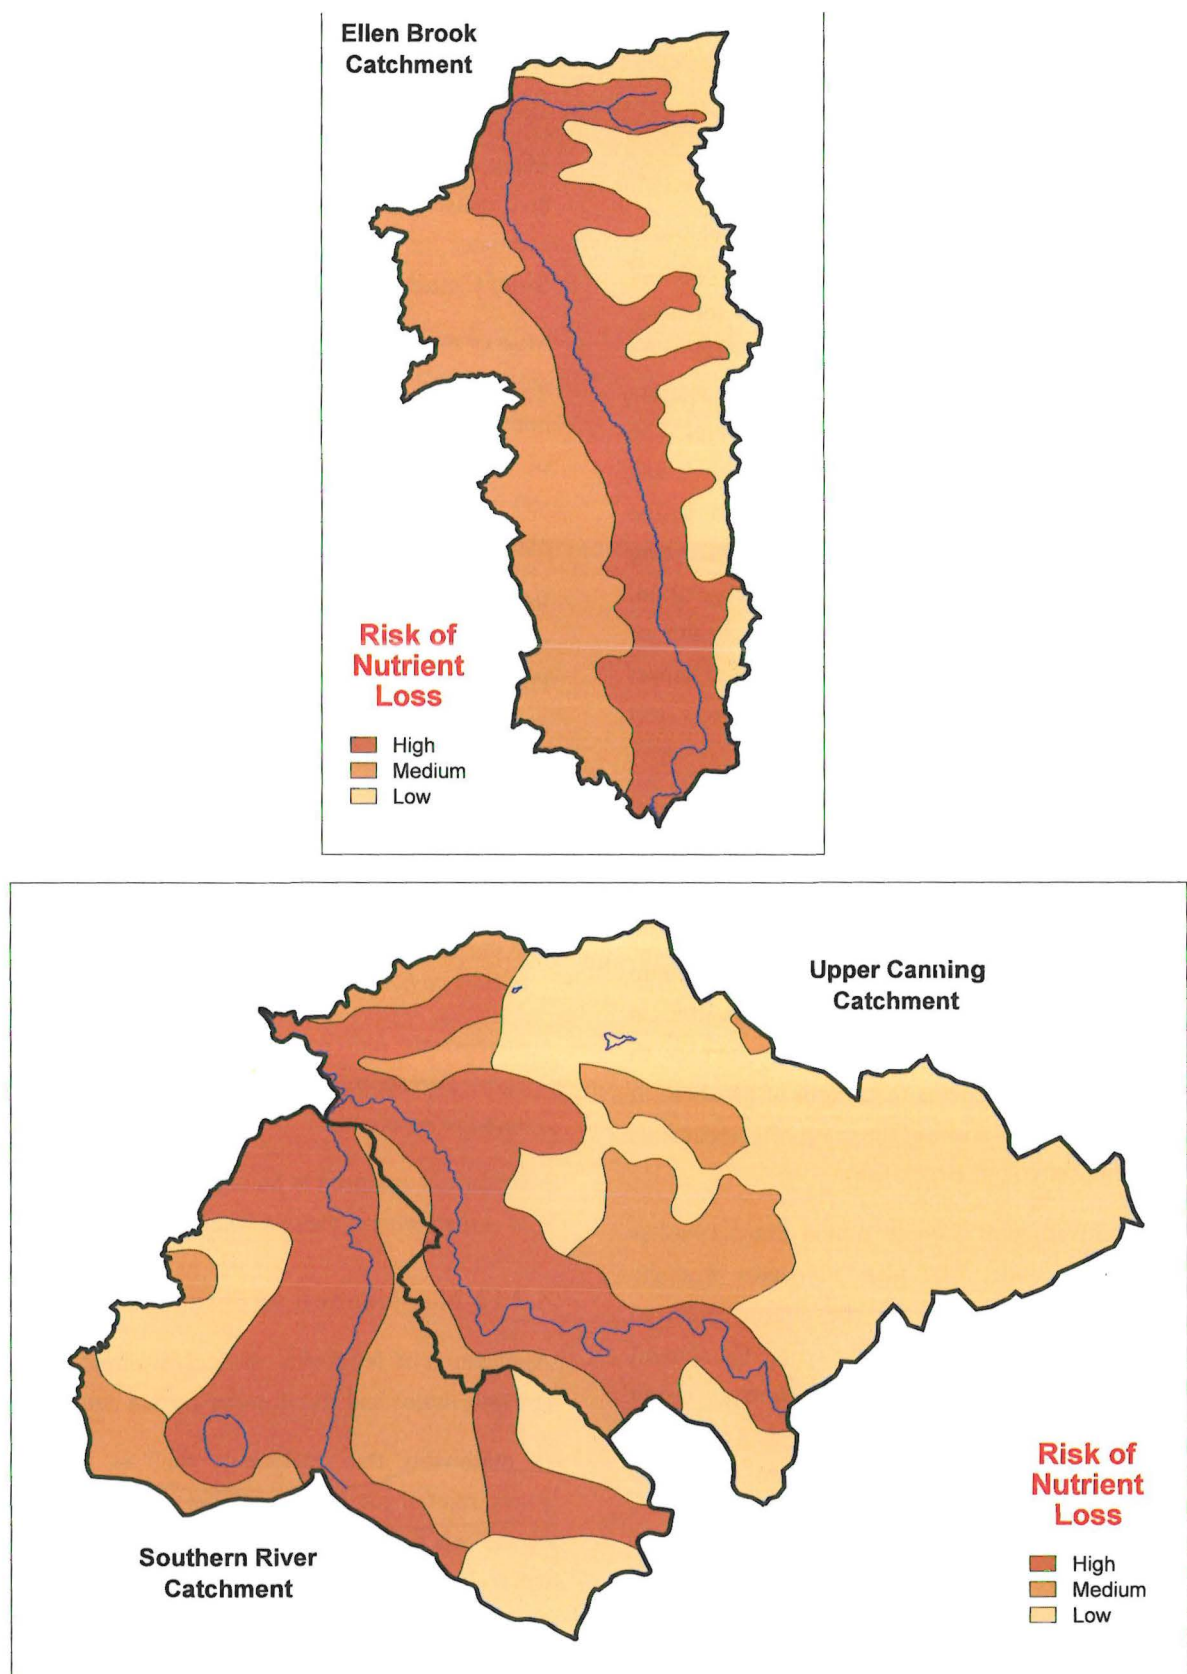 Ellen Brook
Catchment
Risk of
Nutrient
Loss
High
Medium
Low
Upper Canning
Catchment
Risk of
Nutrient
Loss
High
Medium
Low
Southern River
Catchment